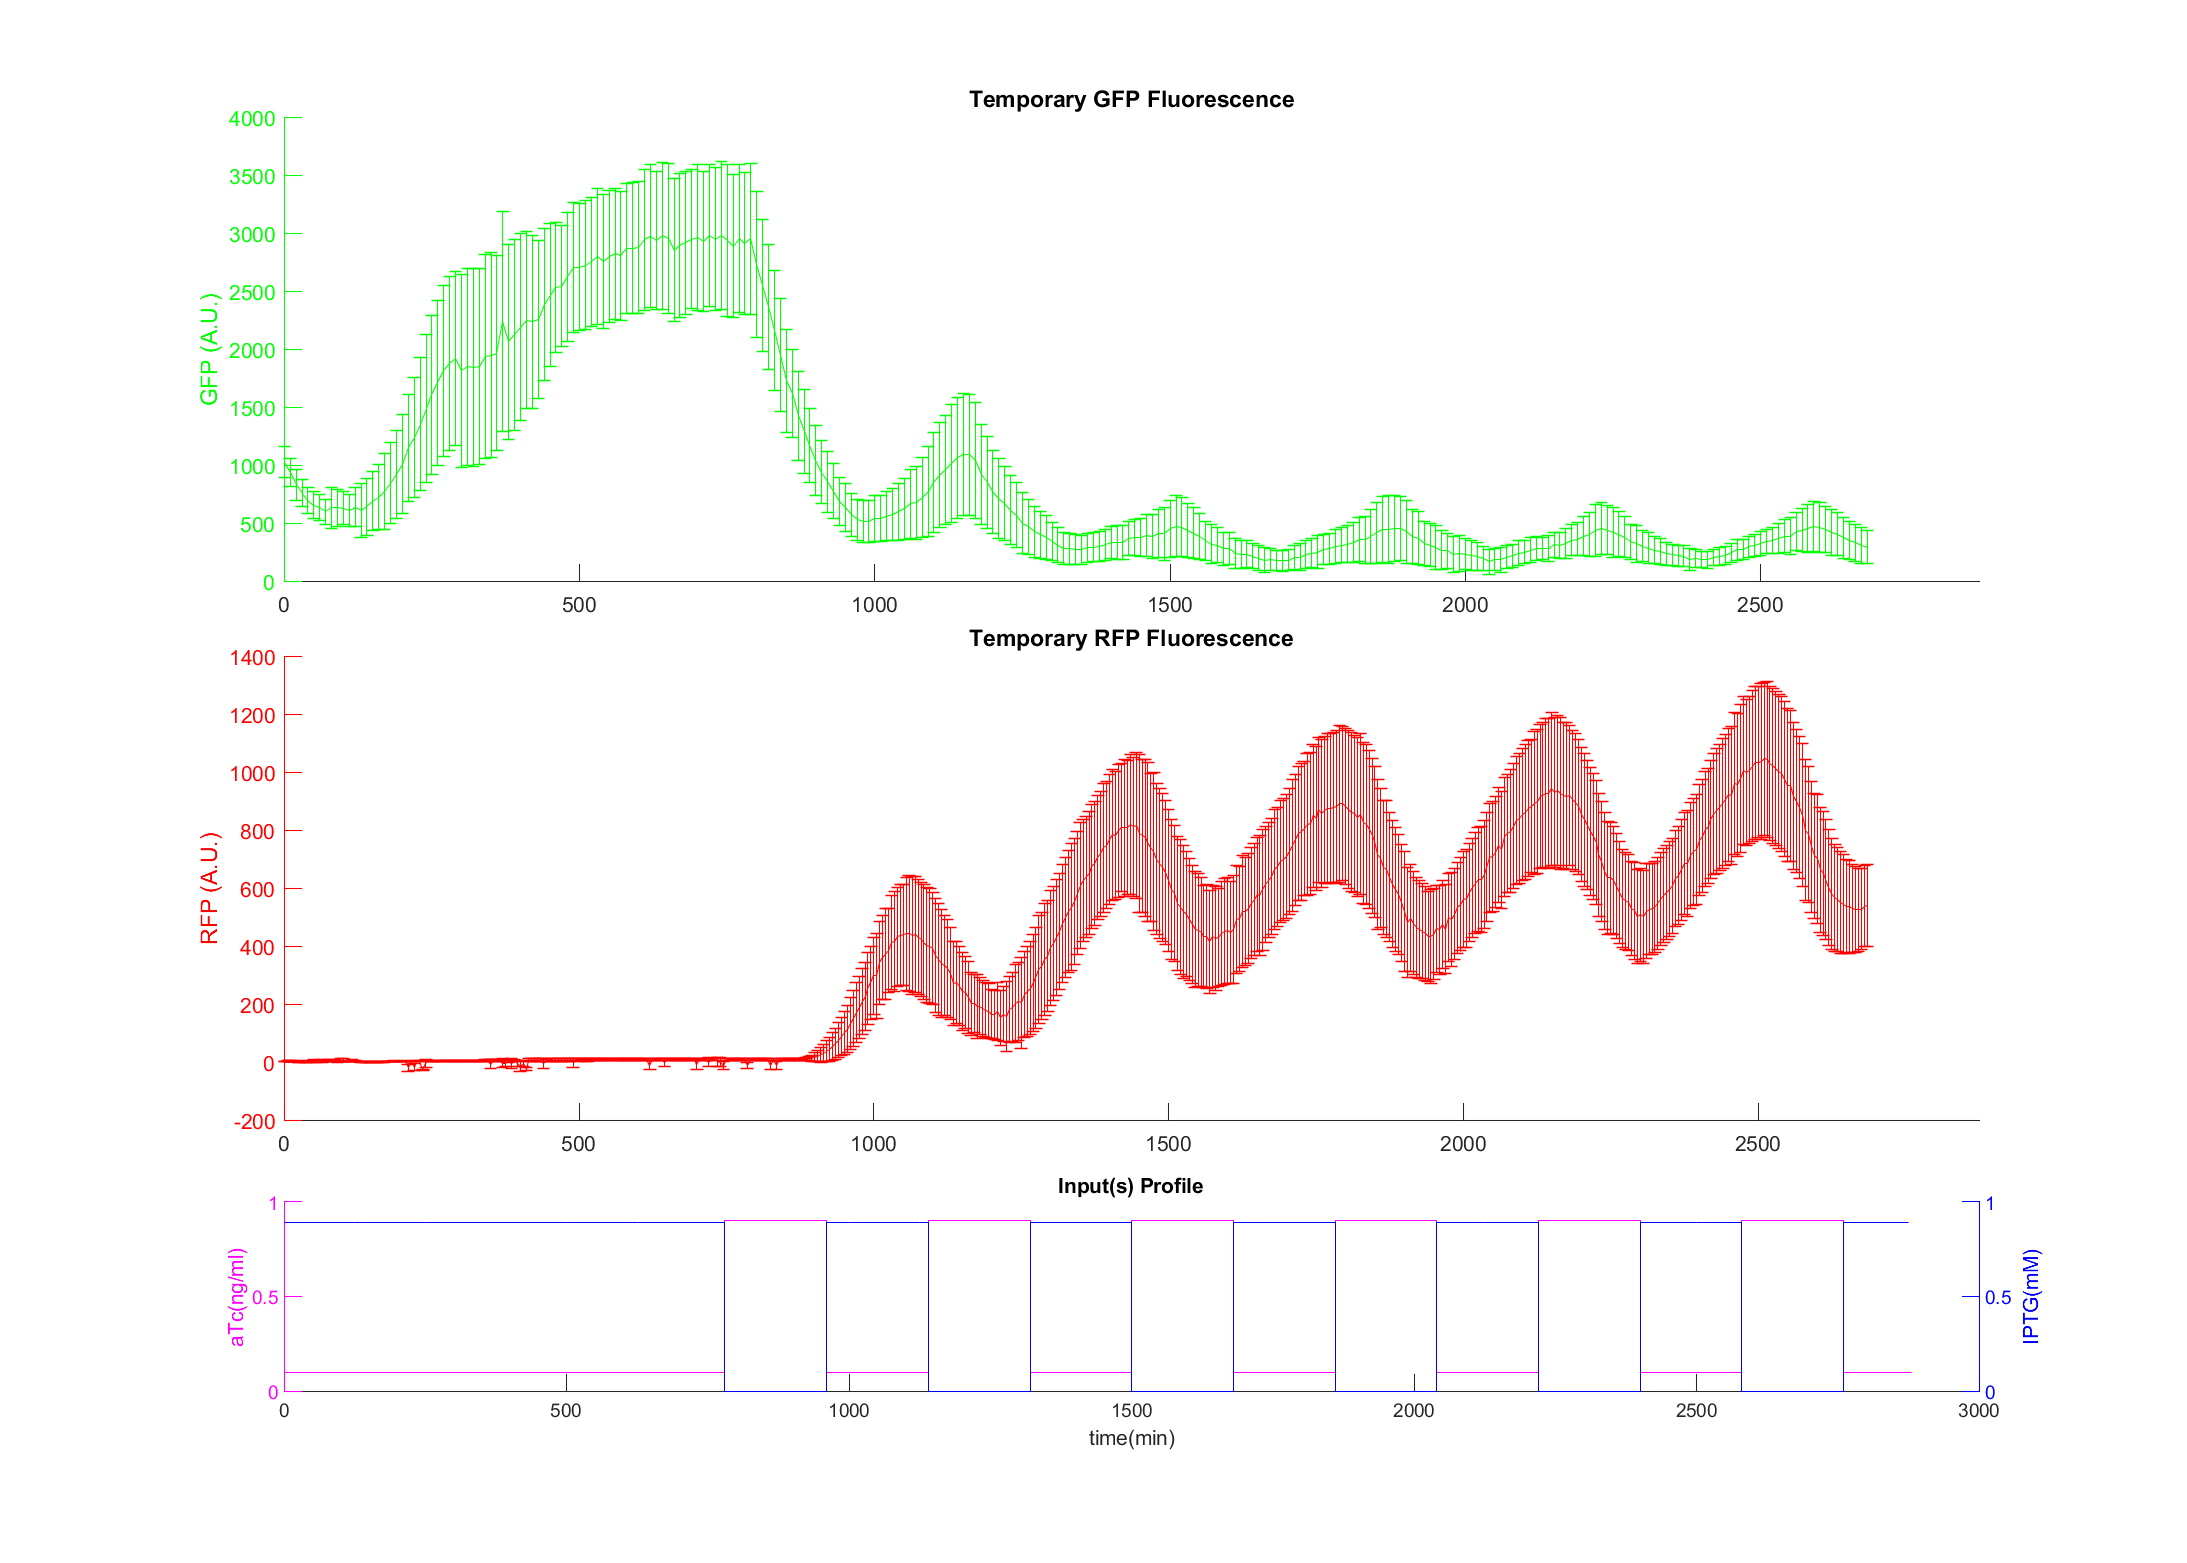 Temporary GFP Fluorescence
4000
3500
3000
2500
2000
1500
1000
500
0
GFP (A.U.)
0 500 1000 1500 2000 2500
Temporary RFP Fluorescence
1400
1200
1000
800
600
400
200
0
-200
RFP (A.U.)
0 500 1000 1500 2000 2500
Input(s) Profile
1
0.5
0
aTc(ng/ml)
1
0.5
0
IPTG(mM)
0 500 1000 1500 2000 2500 3000
time(min)